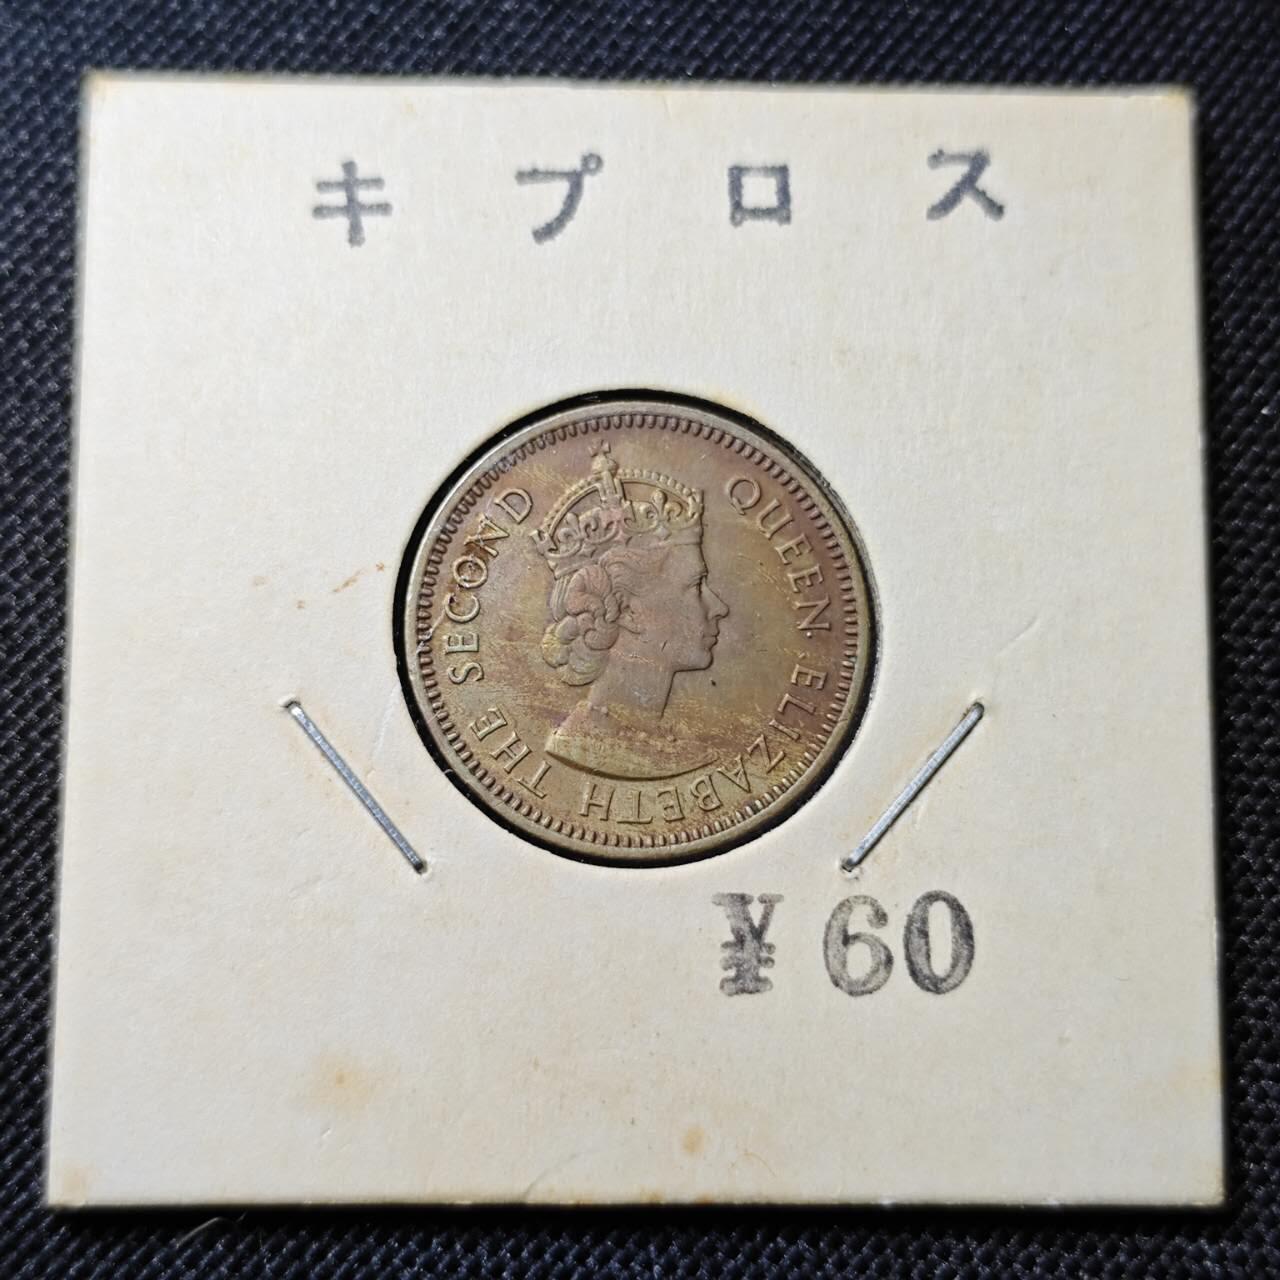 キプロス
QUEEN ELIZABETH THE SECOND
¥60